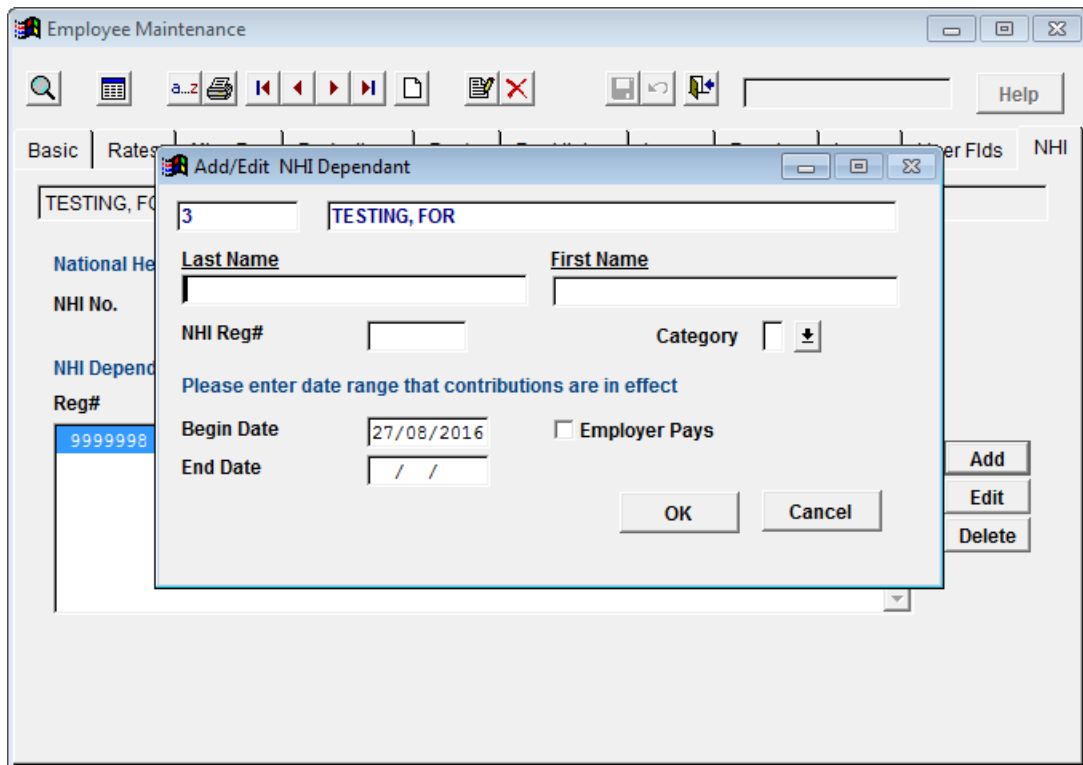 Employee Maintenance
a...z
Help
Basic Rates er Flds NHI
Add/Edit NHI Dependant
TESTING, FO
3 TESTING, FOR
National He
Last Name First Name
NHI No.
NHI Reg# Category
NHI Depend
Please enter date range that contributions are in effect
Reg#
Begin Date 27/08/2016 Employer Pays
9999998
End Date / /
Add
Edit
OK Cancel
Delete